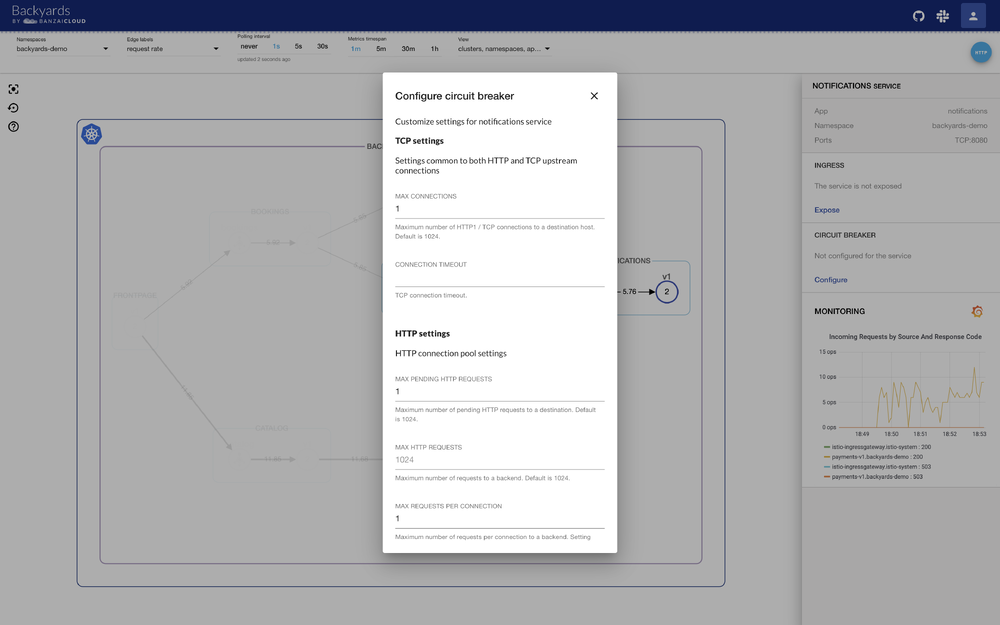 Backyards
BY BANZAICLOUD
Namespaces
backyards-demo
Edge labels
request rate
Polling interval
never 1s 5s 30s
updated 2 seconds ago
Metrics timespan
1m 5m 30m 1h
View
clusters, namespaces, ap...
HTTP
BAC
BOOKINGS
FRONTPAGE
CATALOG
ICATIONS
v1
5.76
2
Configure circuit breaker
Customize settings for notifications service
TCP settings
Settings common to both HTTP and TCP upstream
connections
MAX CONNECTIONS
1
Maximum number of HTTP1 / TCP connections to a destination host.
Default is 1024.
CONNECTION TIMEOUT
TCP connection timeout.
HTTP settings
HTTP connection pool settings
MAX PENDING HTTP REQUESTS
1
Maximum number of pending HTTP requests to a destination. Default
is 1024.
MAX HTTP REQUESTS
1024
Maximum number of requests to a backend. Default is 1024.
MAX REQUESTS PER CONNECTION
1
Maximum number of requests per connection to a backend. Setting
NOTIFICATIONS SERVICE
App notifications
Namespace backyards-demo
Ports TCP:8080
INGRESS
The service is not exposed
Expose
CIRCUIT BREAKER
Not configured for the service
Configure
MONITORING
Incoming Requests by Source And Response Code
15 ops
10 ops
5 ops
0 ops
18:49 18:50 18:51 18:52 18:53
istio-ingressgateway.istio-system : 200
payments-v1.backyards-demo : 200
istio-ingressgateway.istio-system : 503
payments-v1.backyards-demo : 503